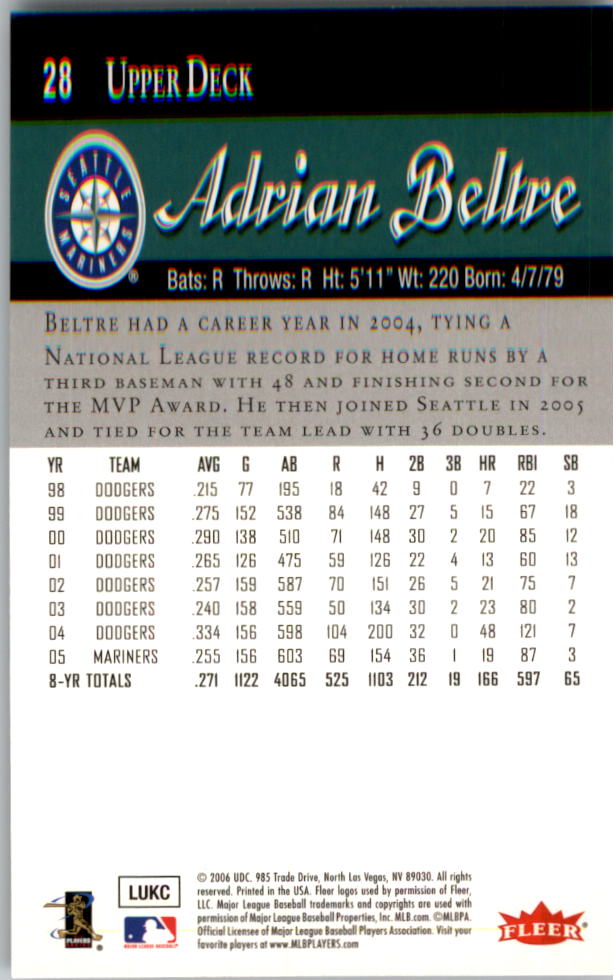 28 UPPER DECK
SEATTLE MARINERS ®
Adrian Beltre
Bats: R Throws: R Ht: 5'11" Wt: 220 Born: 4/7/79
BELTRE HAD A CAREER YEAR IN 2004, TYING A
NATIONAL LEAGUE RECORD FOR HOME RUNS BY A
THIRD BASEMAN WITH 48 AND FINISHING SECOND FOR
THE MVP AWARD. HE THEN JOINED SEATTLE IN 2005
AND TIED FOR THE TEAM LEAD WITH 36 DOUBLES.
YR TEAM AVG G AB R H 2B 3B HR RBI SB
98 DODGERS .215 77 195 18 42 9 0 7 22 3
99 DODGERS .275 152 538 84 148 27 5 15 67 18
00 DODGERS .290 138 510 71 148 30 2 20 85 12
01 DODGERS .265 126 475 59 126 22 4 13 60 13
02 DODGERS .257 159 587 70 151 26 5 21 75 7
03 DODGERS .240 158 559 50 134 30 2 23 80 2
04 DODGERS .334 156 598 104 200 32 0 48 121 7
05 MARINERS .255 156 603 69 154 36 1 19 87 3
8-YR TOTALS .271 1122 4065 525 1103 212 19 166 597 65
© 2006 UDC. 985 Trade Drive, North Las Vegas, NV 89030. All rights
reserved. Printed in the USA. Fleer logos used by permission of Fleer,
LLC. Major League Baseball trademarks and copyrights are used with
permission of Major League Baseball Properties, Inc. MLB.com. ©MLBPA.
Official Licensee of Major League Baseball Players Association. Visit your
favorite players at www.MLBPLAYERS.com
LUKC
PLAYERS ®
MAJOR LEAGUE BASEBALL
FLEER